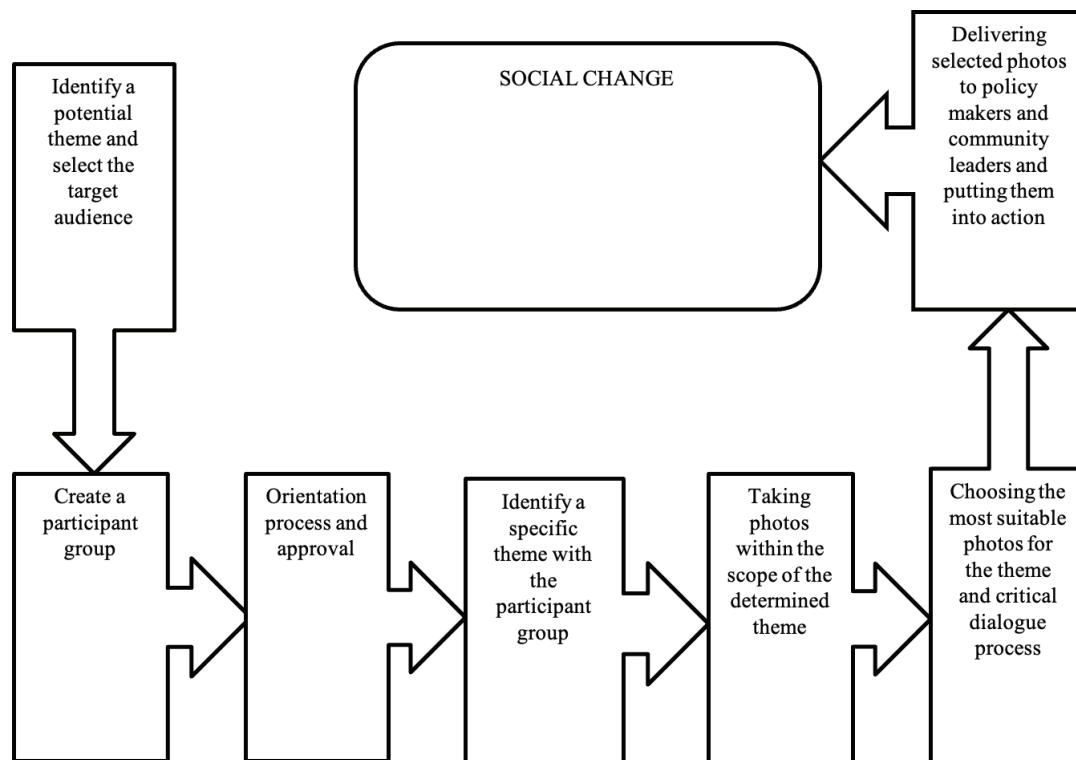 Identify a
potential
theme and
select the
target
audience
Create a
participant
group
Orientation
process and
approval
Identify a
specific
theme with
the
participant
group
Taking
photos
within the
scope of the
determined
theme
Choosing the
most suitable
photos for
the theme
and critical
dialogue
process
Delivering
selected photos
to policy
makers and
community
leaders and
putting them
into action
SOCIAL CHANGE